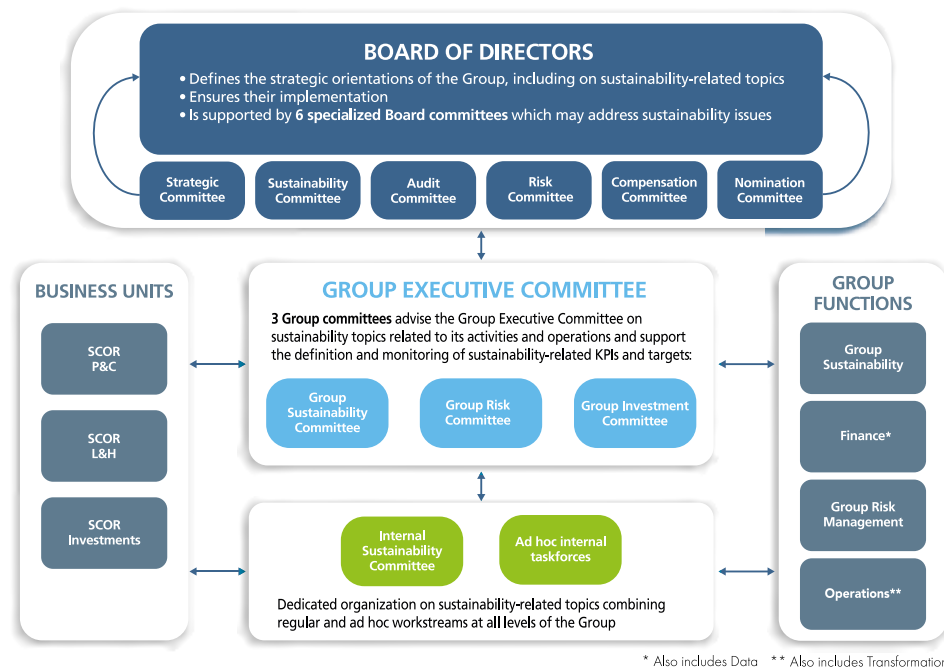 BOARD OF DIRECTORS
• Defines the strategic orientations of the Group, including on sustainability-related topics
• Ensures their implementation
• Is supported by 6 specialized Board committees which may address sustainability issues
Strategic
Committee
Sustainability
Committee
Audit
Committee
Risk
Committee
Compensation
Committee
Nomination
Committee
BUSINESS UNITS
SCOR
P&C
SCOR
L&H
SCOR
Investments
GROUP EXECUTIVE COMMITTEE
3 Group committees advise the Group Executive Committee on
sustainability topics related to its activities and operations and support
the definition and monitoring of sustainability-related KPIs and targets:
Group
Sustainability
Committee
Group Risk
Committee
Group Investment
Committee
Internal
Sustainability
Committee
Ad hoc internal
taskforces
Dedicated organization on sustainability-related topics combining
regular and ad hoc workstreams at all levels of the Group
GROUP
FUNCTIONS
Group
Sustainability
Finance*
Group Risk
Management
Operations**
* Also includes Data ** Also includes Transformation